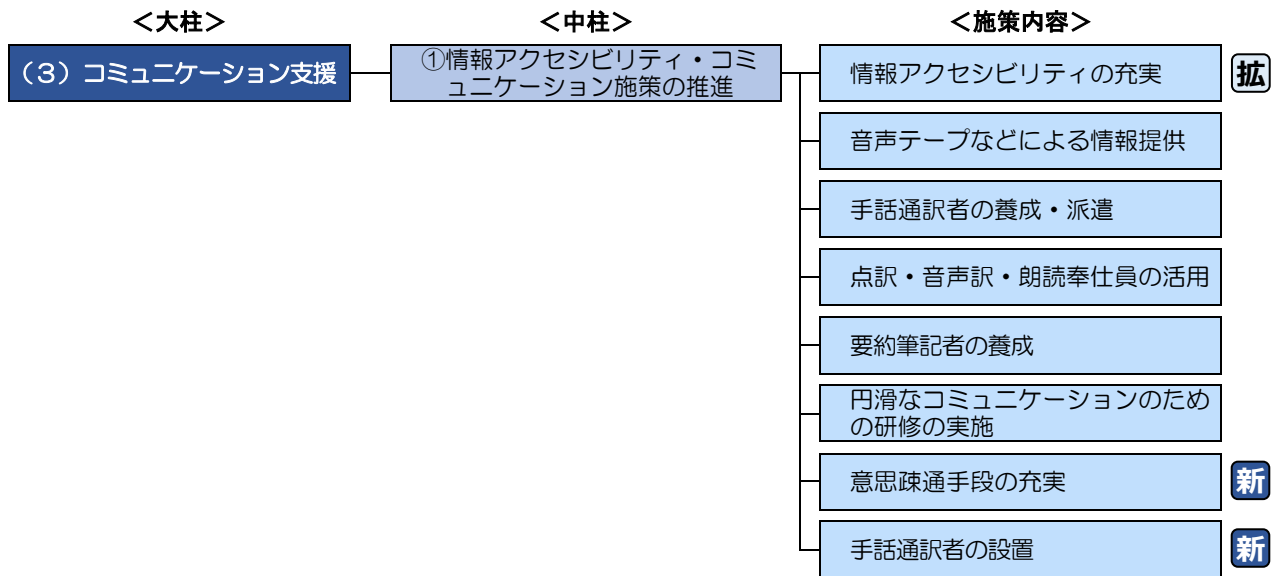 ＜大柱＞
＜中柱＞
＜施策内容＞
（３）コミュニケーション支援
①情報アクセシビリティ・コミ
ュニケーション施策の推進
情報アクセシビリティの充実
拡
音声テープなどによる情報提供
手話通訳者の養成・派遣
点訳・音声訳・朗読奉仕員の活用
要約筆記者の養成
円滑なコミュニケーションのため
の研修の実施
意思疎通手段の充実
新
手話通訳者の設置
新